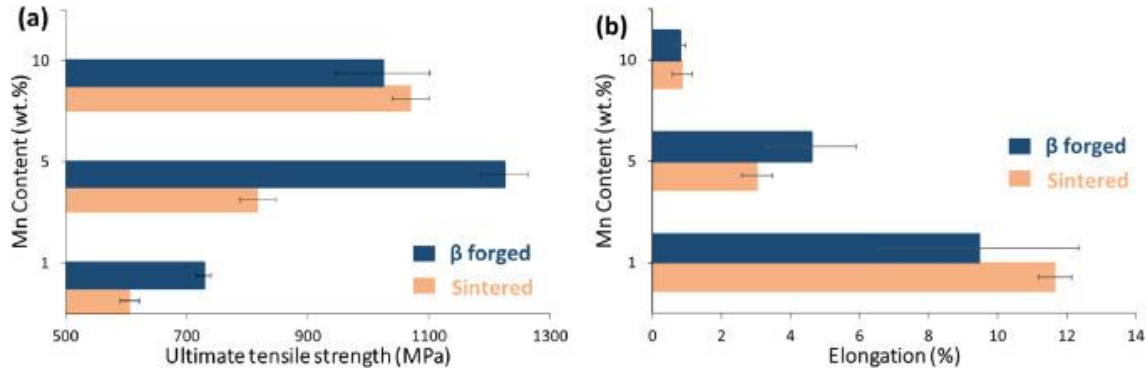 (a)
Mn Content (wt.%)
10
5
1
β forged
Sintered
500 700 900 1100 1300
Ultimate tensile strength (MPa)
(b)
Mn Content (wt.%)
10
5
1
β forged
Sintered
0 2 4 6 8 10 12 14
Elongation (%)